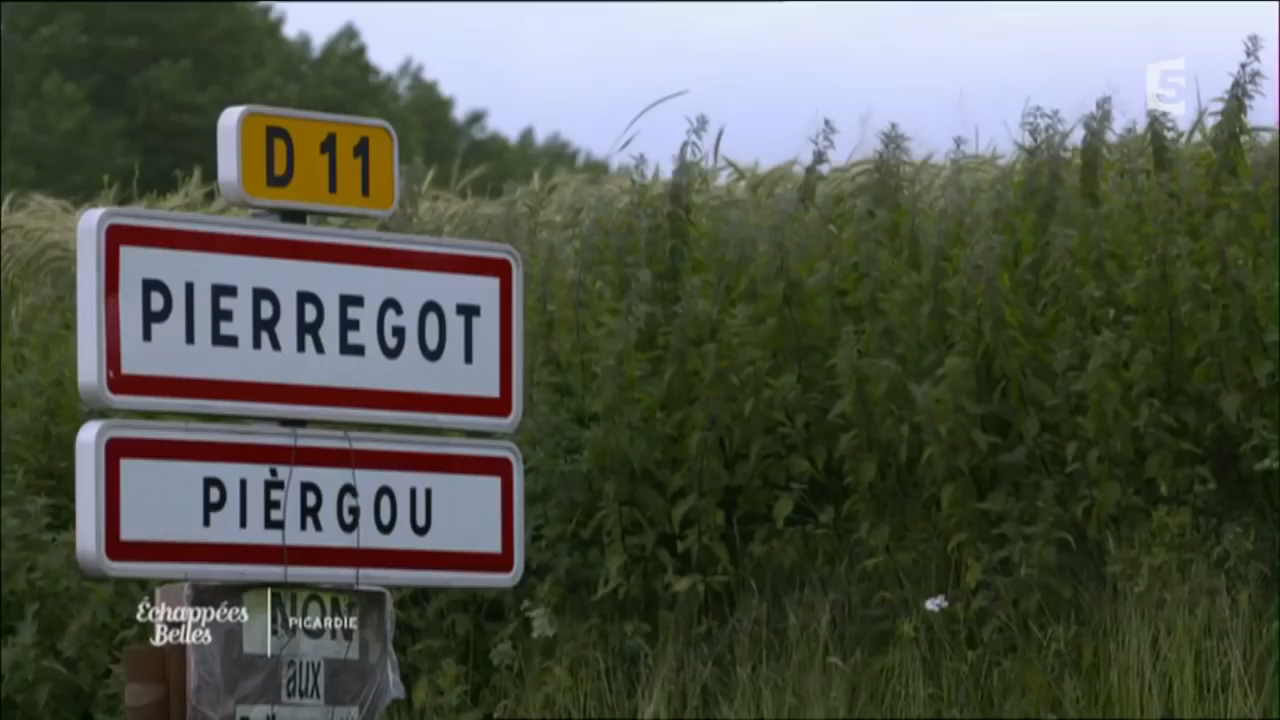 5
D 11
PIERREGOT
PIÈRGOU
Échappées
Belles
PICARDIE
NON
aux